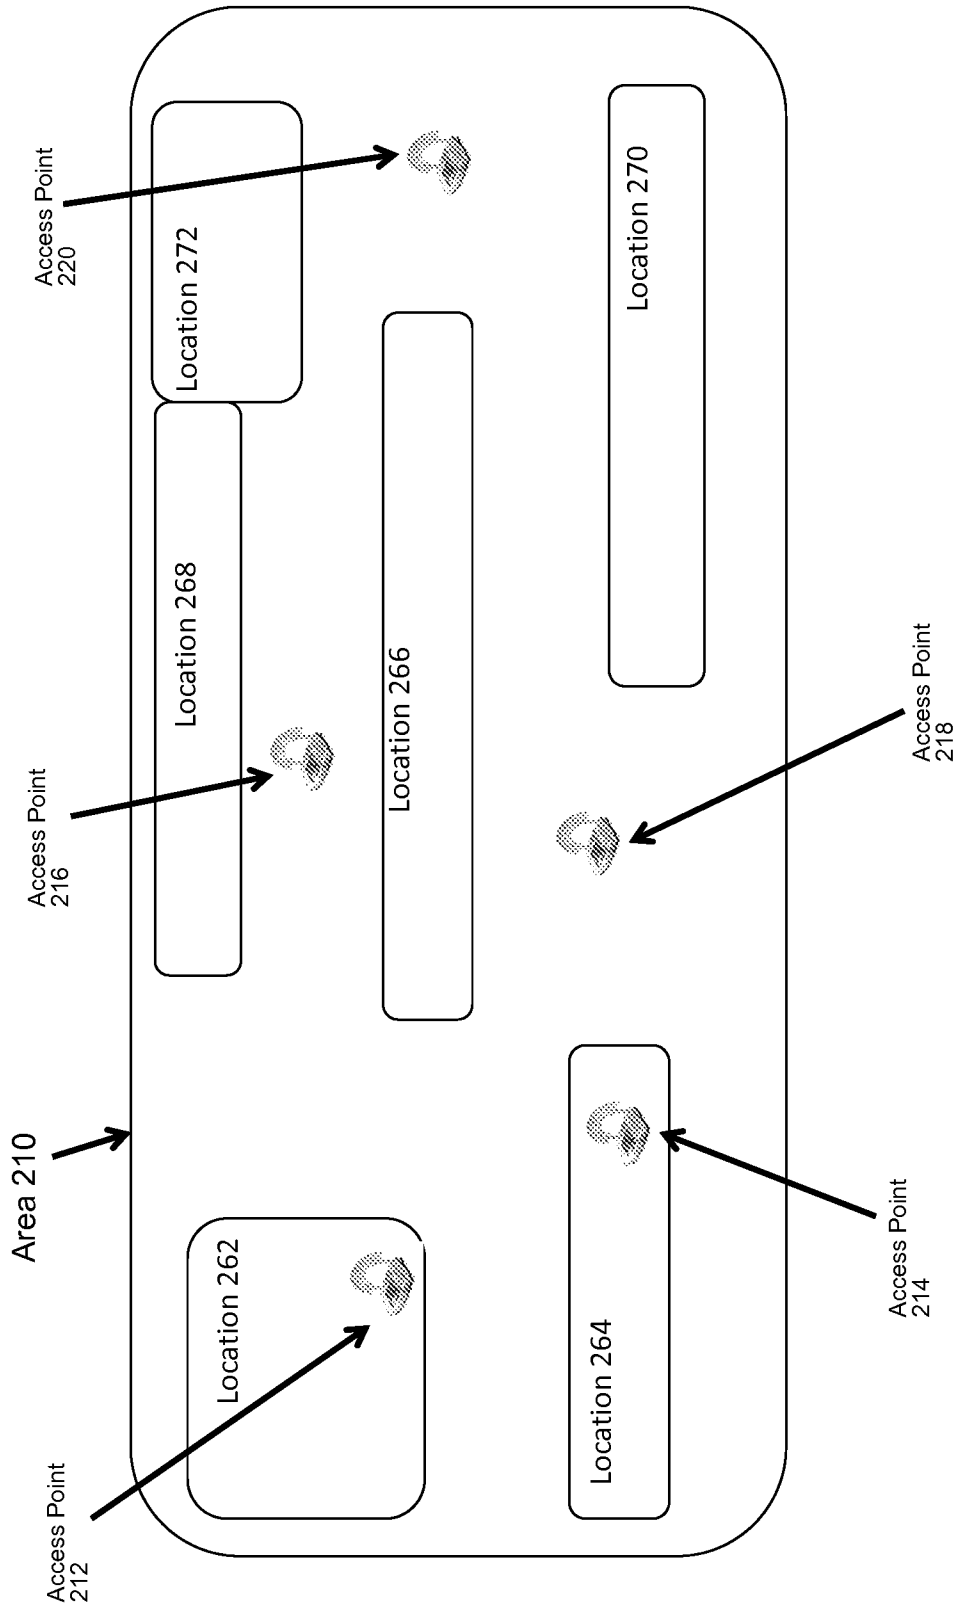 Area 210
Access Point
212
Access Point
216
Access Point
220
Location 262
Location 268
Location 272
Location 266
Location 264
Location 270
Access Point
214
Access Point
218